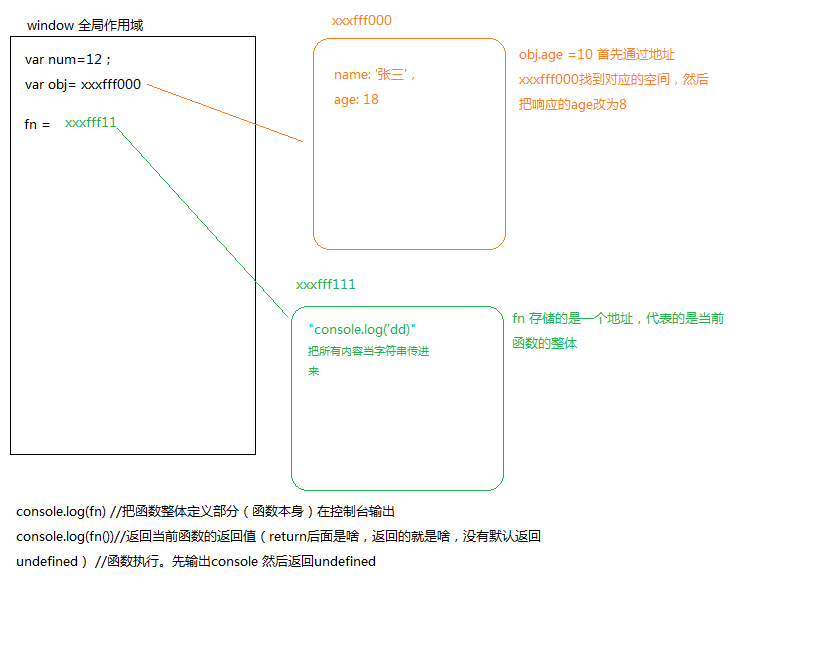 window 全局作用域
var num=12；
var obj= xxxfff000
fn = xxxfff11
xxxfff000
name: '张三'，
age: 18
obj.age =10 首先通过地址
xxxfff000找到对应的空间，然后
把响应的age改为8
xxxfff111
"console.log('dd)"
把所有内容当字符串传进
来
fn 存储的是一个地址，代表的是当前
函数的整体
console.log(fn) //把函数整体定义部分（函数本身）在控制台输出
console.log(fn())//返回当前函数的返回值（return后面是啥，返回的就是啥，没有默认返回
undefined） //函数执行。先输出console 然后返回undefined